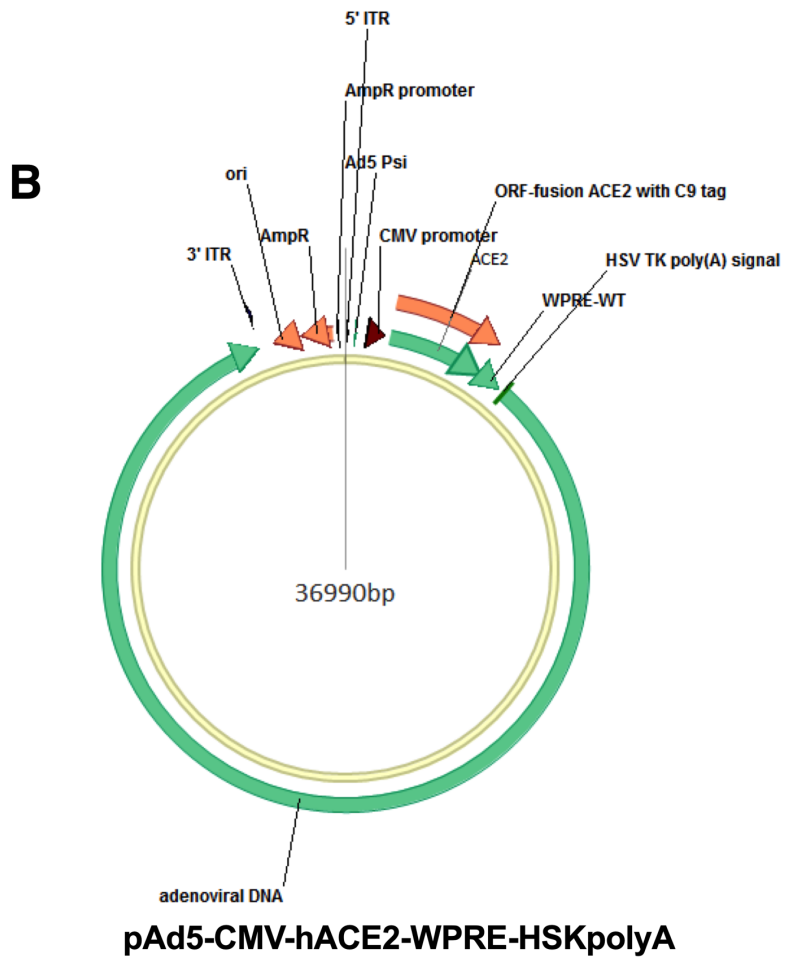 5' ITR
AmpR promoter
B
Ad5 Psi
ori
ORF-fusion ACE2 with C9 tag
AmpR
CMV promoter
3' ITR
ACE2
HSV TK poly(A) signal
WPRE-WT
36990bp
adenoviral DNA
pAd5-CMV-hACE2-WPRE-HSKpolyA